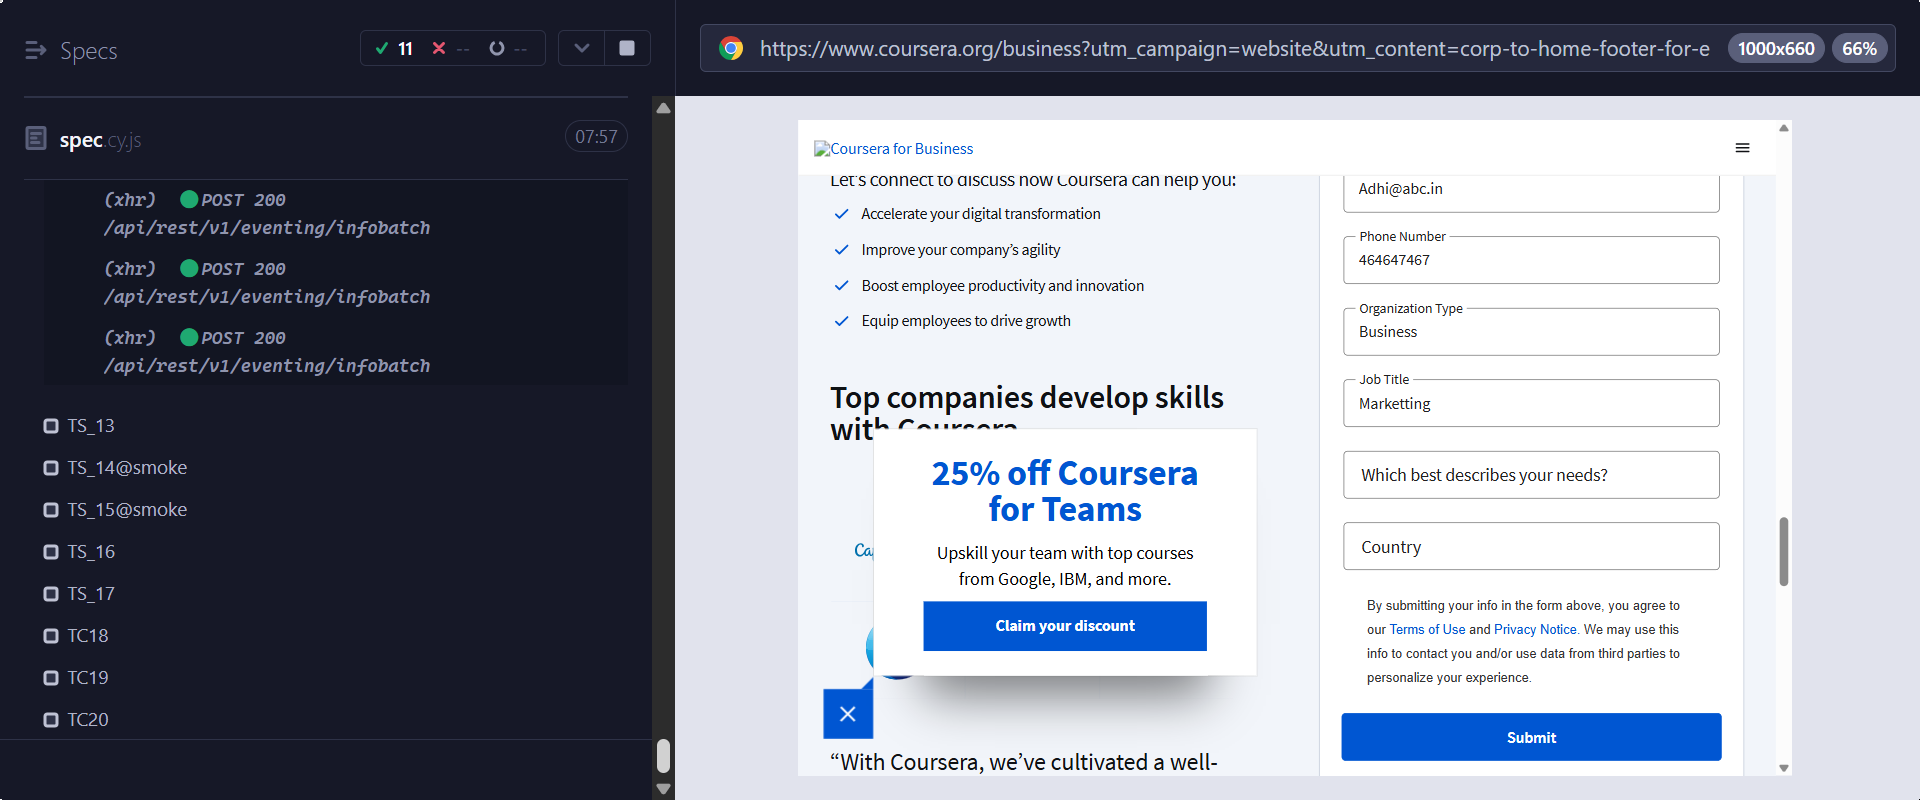 Specs
11
--
--
https://www.coursera.org/business?utm_campaign=website&utm_content=corp-to-home-footer-for-e
1000x660
66%
spec.cy.js
07:57
(xhr) POST 200
/api/rest/v1/eventing/infobatch
(xhr) POST 200
/api/rest/v1/eventing/infobatch
(xhr) POST 200
/api/rest/v1/eventing/infobatch
TS_13
TS_14@smoke
TS_15@smoke
TS_16
TS_17
TC18
TC19
TC20
Coursera for Business
Let's connect to discuss how Coursera can help you:
Accelerate your digital transformation
Improve your company’s agility
Boost employee productivity and innovation
Equip employees to drive growth
Top companies develop skills
with Coursera
25% off Coursera
for Teams
Upskill your team with top courses
from Google, IBM, and more.
Claim your discount
“With Coursera, we’ve cultivated a well-
Adhi@abc.in
Phone Number
464647467
Organization Type
Business
Job Title
Marketting
Which best describes your needs?
Country
By submitting your info in the form above, you agree to
our Terms of Use and Privacy Notice. We may use this
info to contact you and/or use data from third parties to
personalize your experience.
Submit